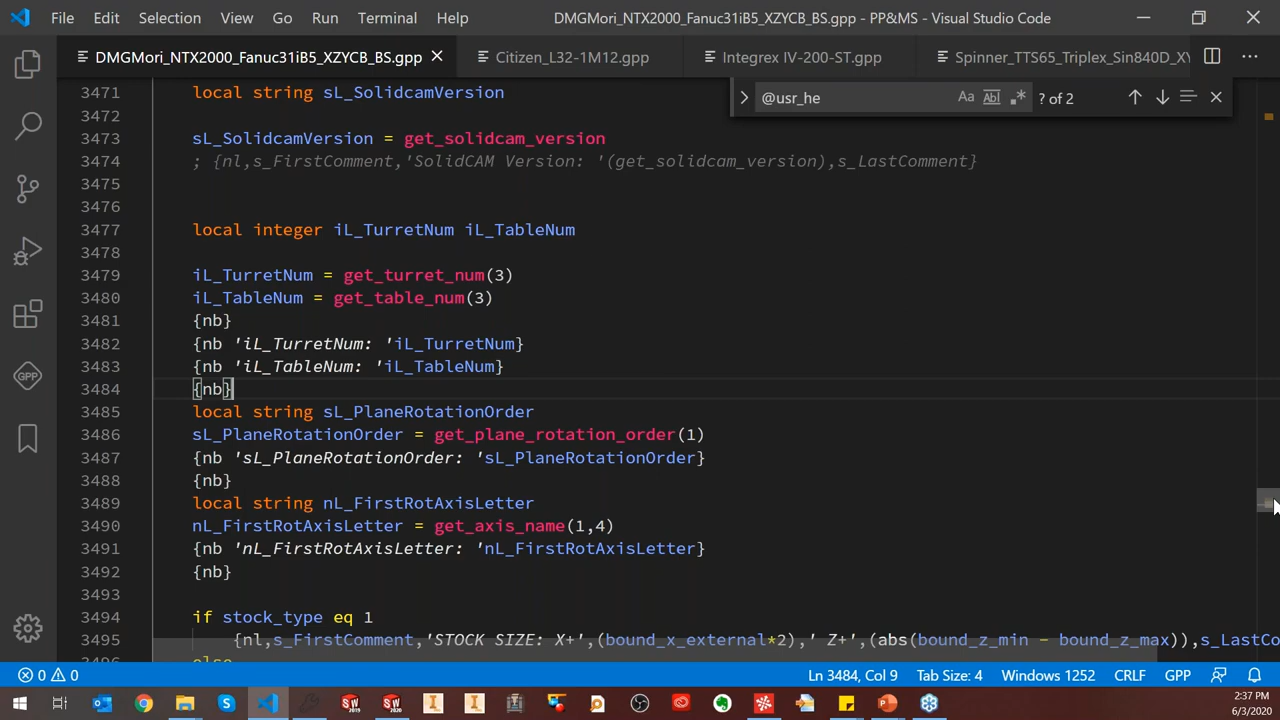 File Edit Selection View Go Run Terminal Help DMGMori_NTX2000_Fanuc31iB5_XZYCB_BS.gpp - PP&MS - Visual Studio Code
DMGMori_NTX2000_Fanuc31iB5_XZYCB_BS.gpp Citizen_L32-1M12.gpp Integrex IV-200-ST.gpp Spinner_TTS65_Triplex_Sin840D_XY
@usr_he Aa Abl .* ? of 2
3471 local string sL_SolidcamVersion
3472
3473 sL_SolidcamVersion = get_solidcam_version
3474 ; {nl,s_FirstComment,'SolidCAM Version: '(get_solidcam_version),s_LastComment}
3475
3476
3477 local integer iL_TurretNum iL_TableNum
3478
3479 iL_TurretNum = get_turret_num(3)
3480 iL_TableNum = get_table_num(3)
3481 {nb}
3482 {nb 'iL_TurretNum: 'iL_TurretNum}
3483 {nb 'iL_TableNum: 'iL_TableNum}
3484 {nb}
3485 local string sL_PlaneRotationOrder
3486 sL_PlaneRotationOrder = get_plane_rotation_order(1)
3487 {nb 'sL_PlaneRotationOrder: 'sL_PlaneRotationOrder}
3488 {nb}
3489 local string nL_FirstRotAxisLetter
3490 nL_FirstRotAxisLetter = get_axis_name(1,4)
3491 {nb 'nL_FirstRotAxisLetter: 'nL_FirstRotAxisLetter}
3492 {nb}
3493
3494 if stock_type eq 1
3495 {nl,s_FirstComment,'STOCK SIZE: X+',(bound_x_external*2),' Z+',(abs(bound_z_min - bound_z_max)),s_LastCo
3496 else
GPP
0 0 Ln 3484, Col 9 Tab Size: 4 Windows 1252 CRLF GPP
2:37 PM
6/3/2020